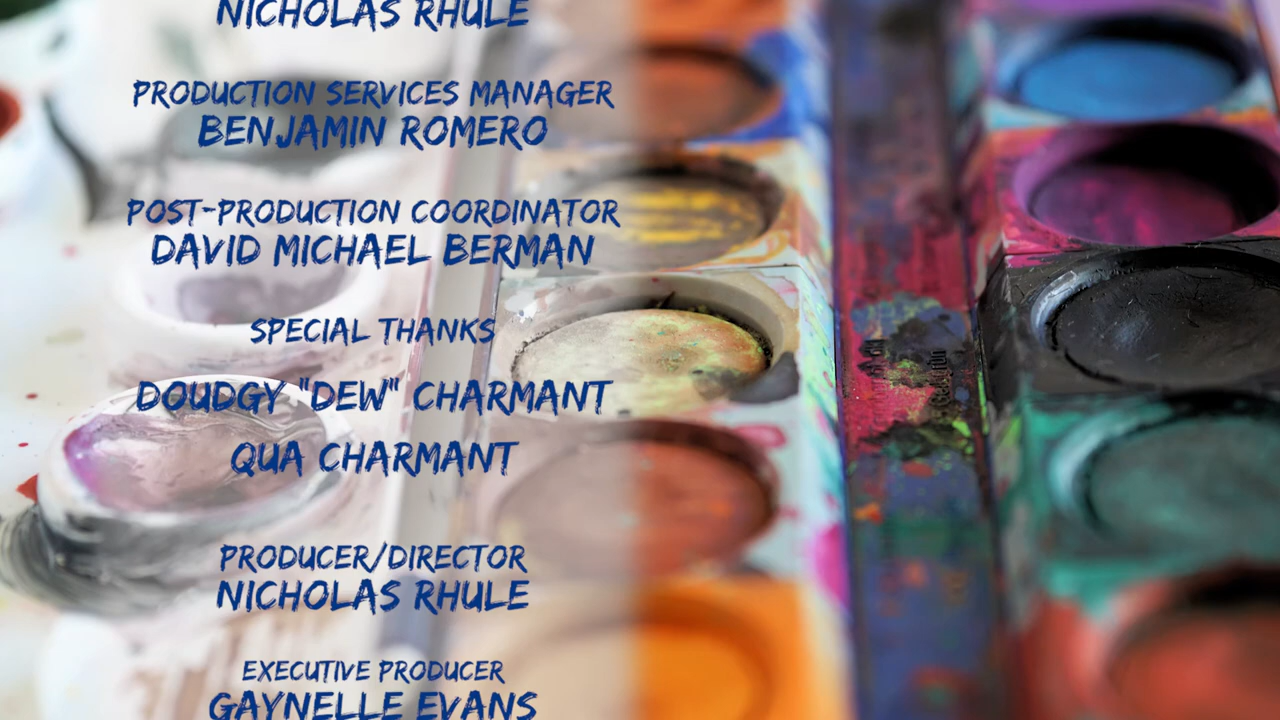 NICHOLAS RHULE
PRODUCTION SERVICES MANAGER
BENJAMIN ROMERO
POST-PRODUCTION COORDINATOR
DAVID MICHAEL BERMAN
SPECIAL THANKS
DOUDGY "DEW" CHARMANT
QUA CHARMANT
PRODUCER/DIRECTOR
NICHOLAS RHULE
EXECUTIVE PRODUCER
GAYNELLE EVANS